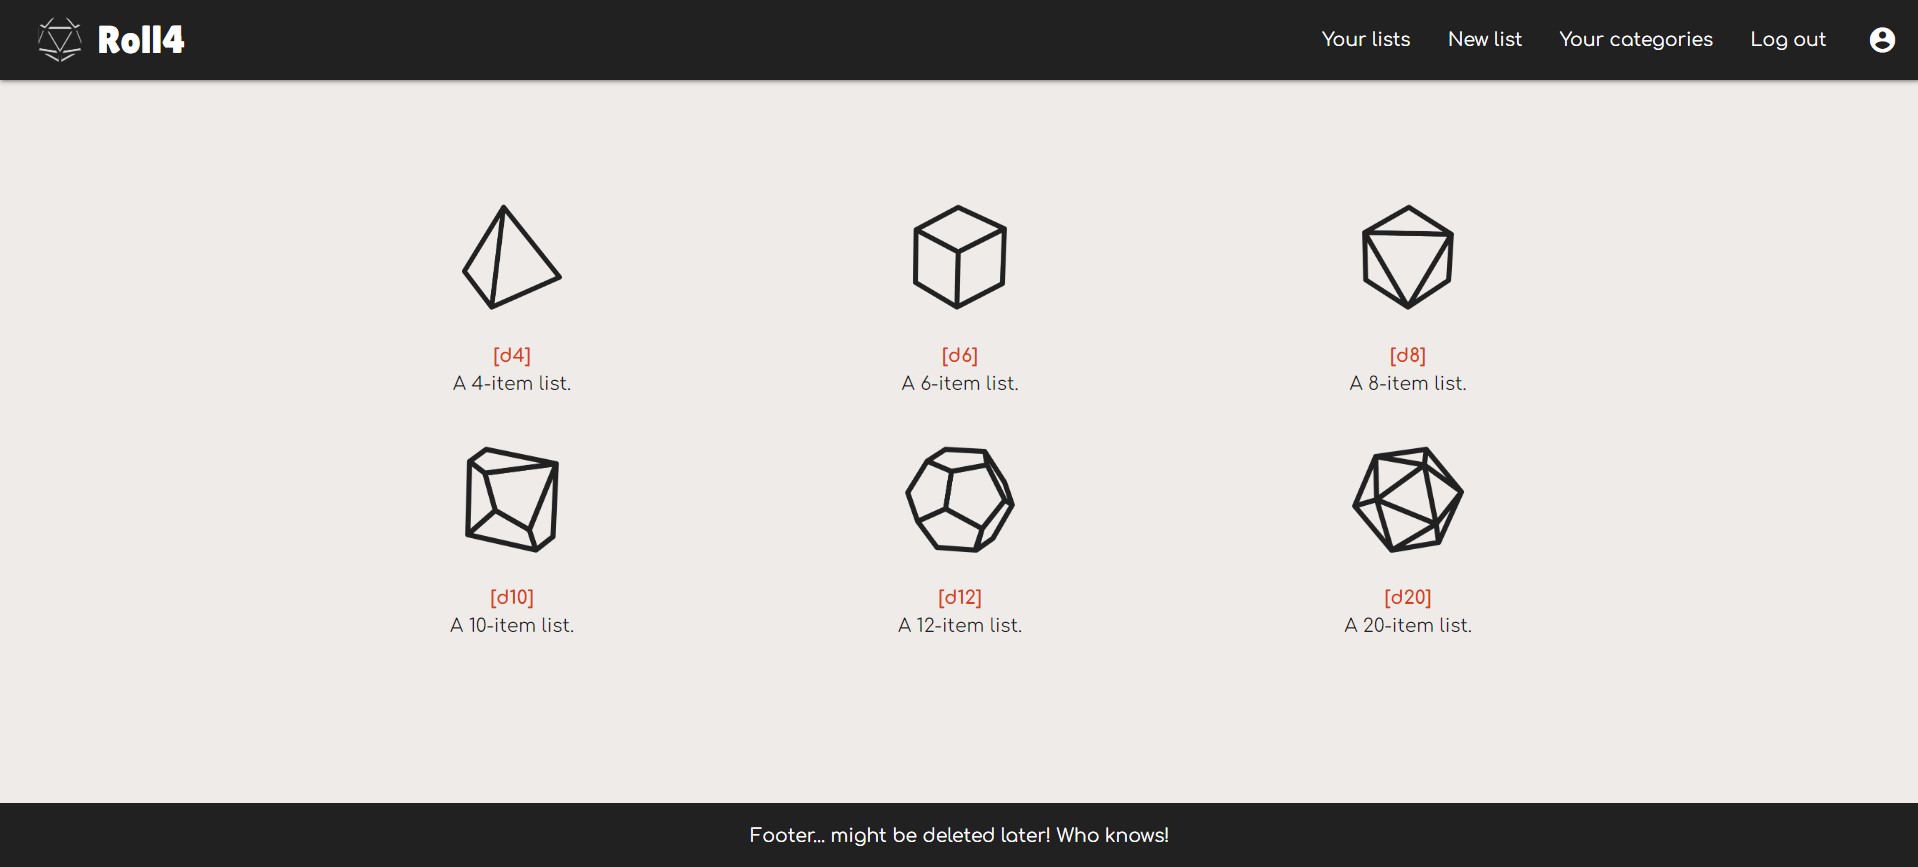 Roll4
Your lists
New list
Your categories
Log out
[d4]
A 4-item list.
[d6]
A 6-item list.
[d8]
A 8-item list.
[d10]
A 10-item list.
[d12]
A 12-item list.
[d20]
A 20-item list.
Footer... might be deleted later! Who knows!